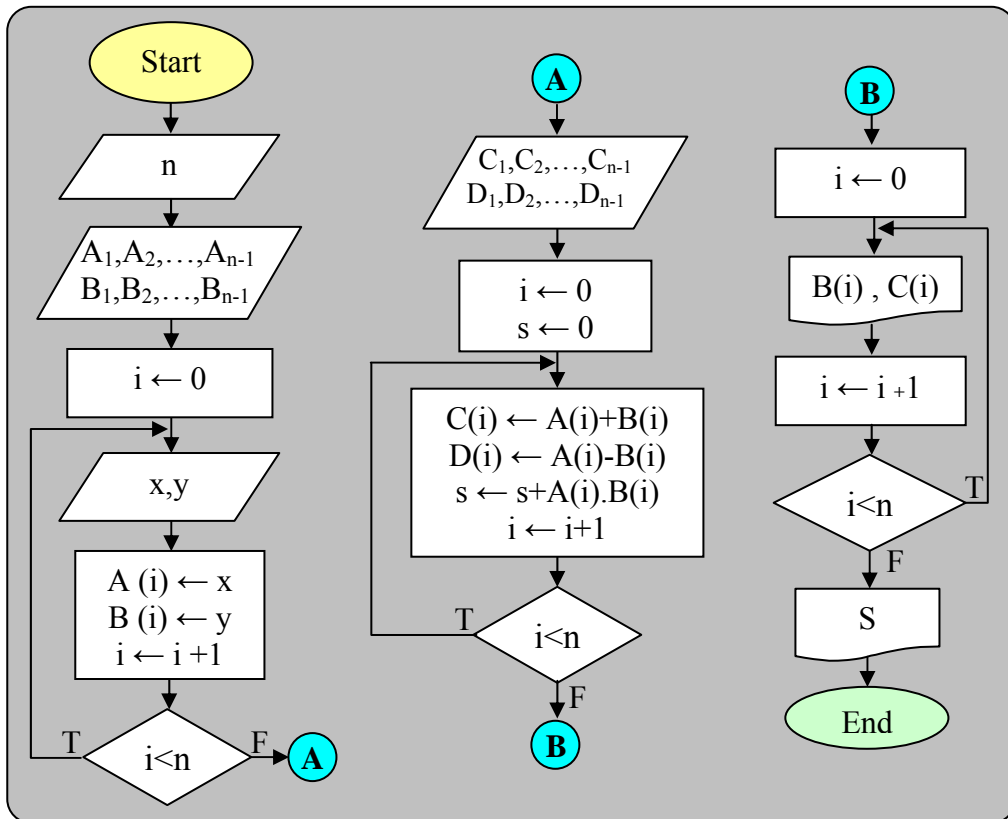 Start
n
A₁,A₂,…,Aₙ₋₁
B₁,B₂,…,Bₙ₋₁
i ← 0
x,y
A (i) ← x
B (i) ← y
i ← i +1
T
i<n
F
A
A
C₁,C₂,…,Cₙ₋₁
D₁,D₂,…,Dₙ₋₁
i ← 0
s ← 0
C(i) ← A(i)+B(i)
D(i) ← A(i)-B(i)
s ← s+A(i).B(i)
i ← i+1
T
i<n
F
B
B
i ← 0
B(i) , C(i)
i ← i +1
i<n
T
F
S
End